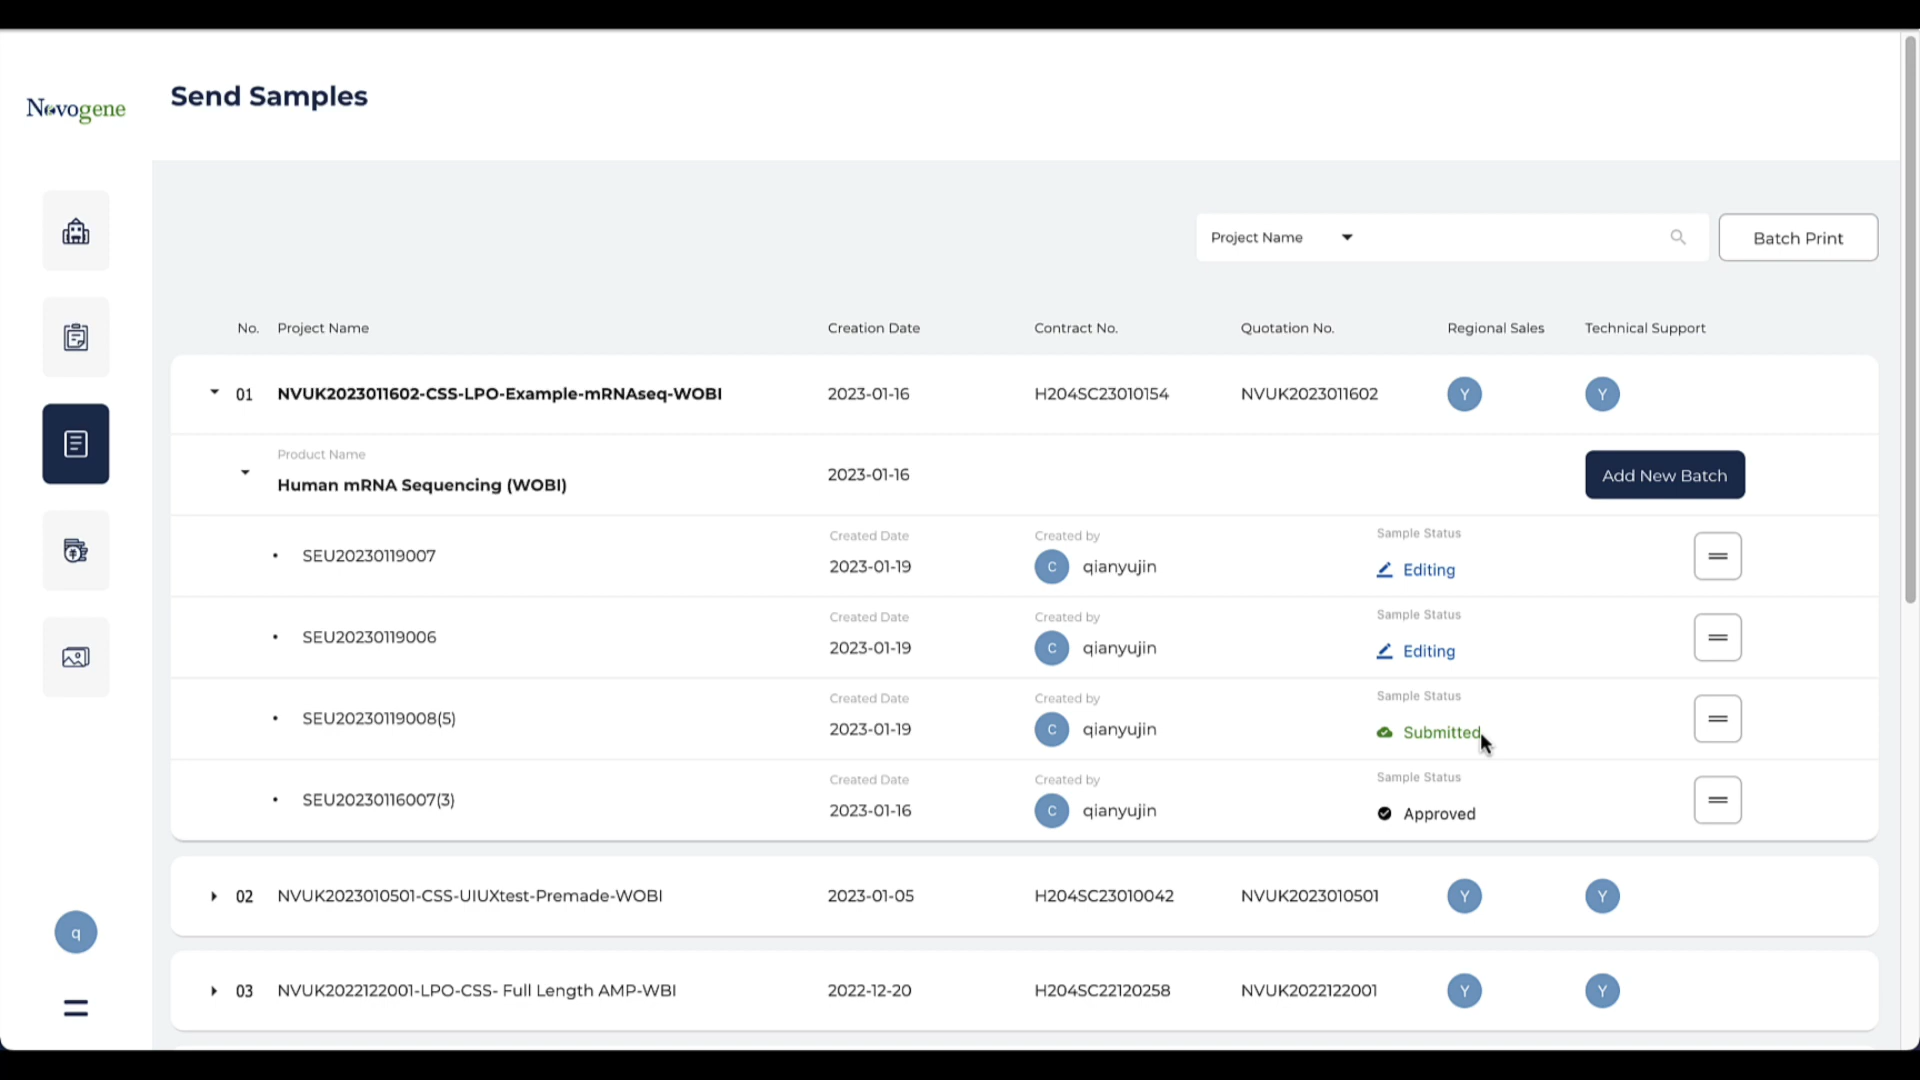 Novogene
Send Samples
Project Name
Batch Print
No. Project Name Creation Date Contract No. Quotation No. Regional Sales Technical Support
01 NVUK2023011602-CSS-LPO-Example-mRNAseq-WOBI 2023-01-16 H204SC23010154 NVUK2023011602 Y Y
Product Name
Human mRNA Sequencing (WOBI) 2023-01-16 Add New Batch
Created Date Created by Sample Status
• SEU20230119007 2023-01-19 C qianyujin Editing
Created Date Created by Sample Status
• SEU20230119006 2023-01-19 C qianyujin Editing
Created Date Created by Sample Status
• SEU20230119008(5) 2023-01-19 C qianyujin Submitted
Created Date Created by Sample Status
• SEU20230116007(3) 2023-01-16 C qianyujin Approved
02 NVUK2023010501-CSS-UIUXtest-Premade-WOBI 2023-01-05 H204SC23010042 NVUK2023010501 Y Y
03 NVUK2022122001-LPO-CSS- Full Length AMP-WBI 2022-12-20 H204SC22120258 NVUK2022122001 Y Y
q